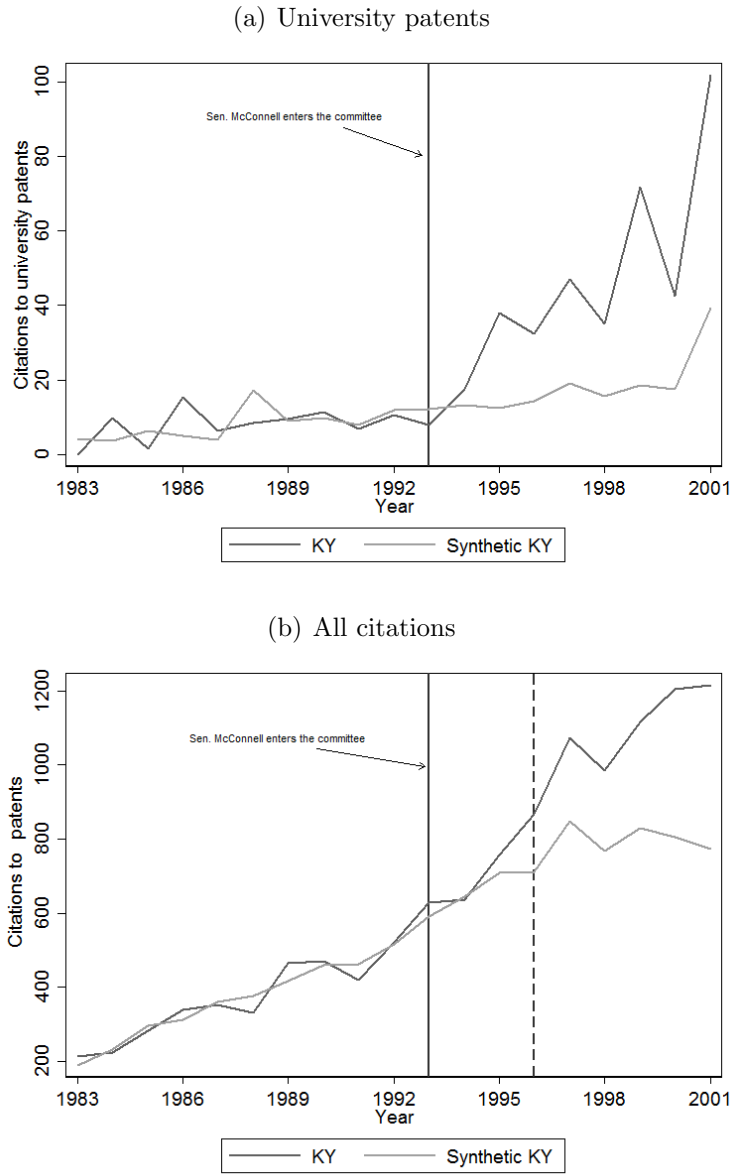 (a) University patents
Sen. McConnell enters the committee
Citations to university patents
100
80
60
40
20
0
1983 1986 1989 1992 1995 1998 2001
Year
KY Synthetic KY
(b) All citations
Sen. McConnell enters the committee
Citations to patents
1200
1000
800
600
400
200
1983 1986 1989 1992 1995 1998 2001
Year
KY Synthetic KY